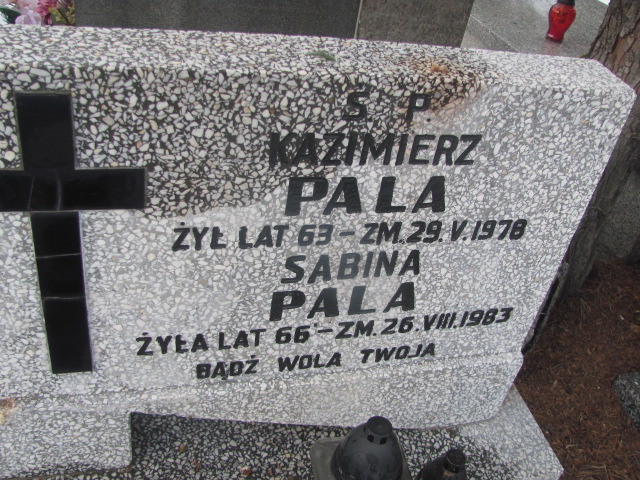 Ś. P.
KAZIMIERZ
PALA
ŻYŁ LAT 63 - ZM. 29. V. 1978
SABINA
PALA
ŻYŁA LAT 66 - ZM. 26. VIII. 1983
BĄDŹ WOLA TWOJA